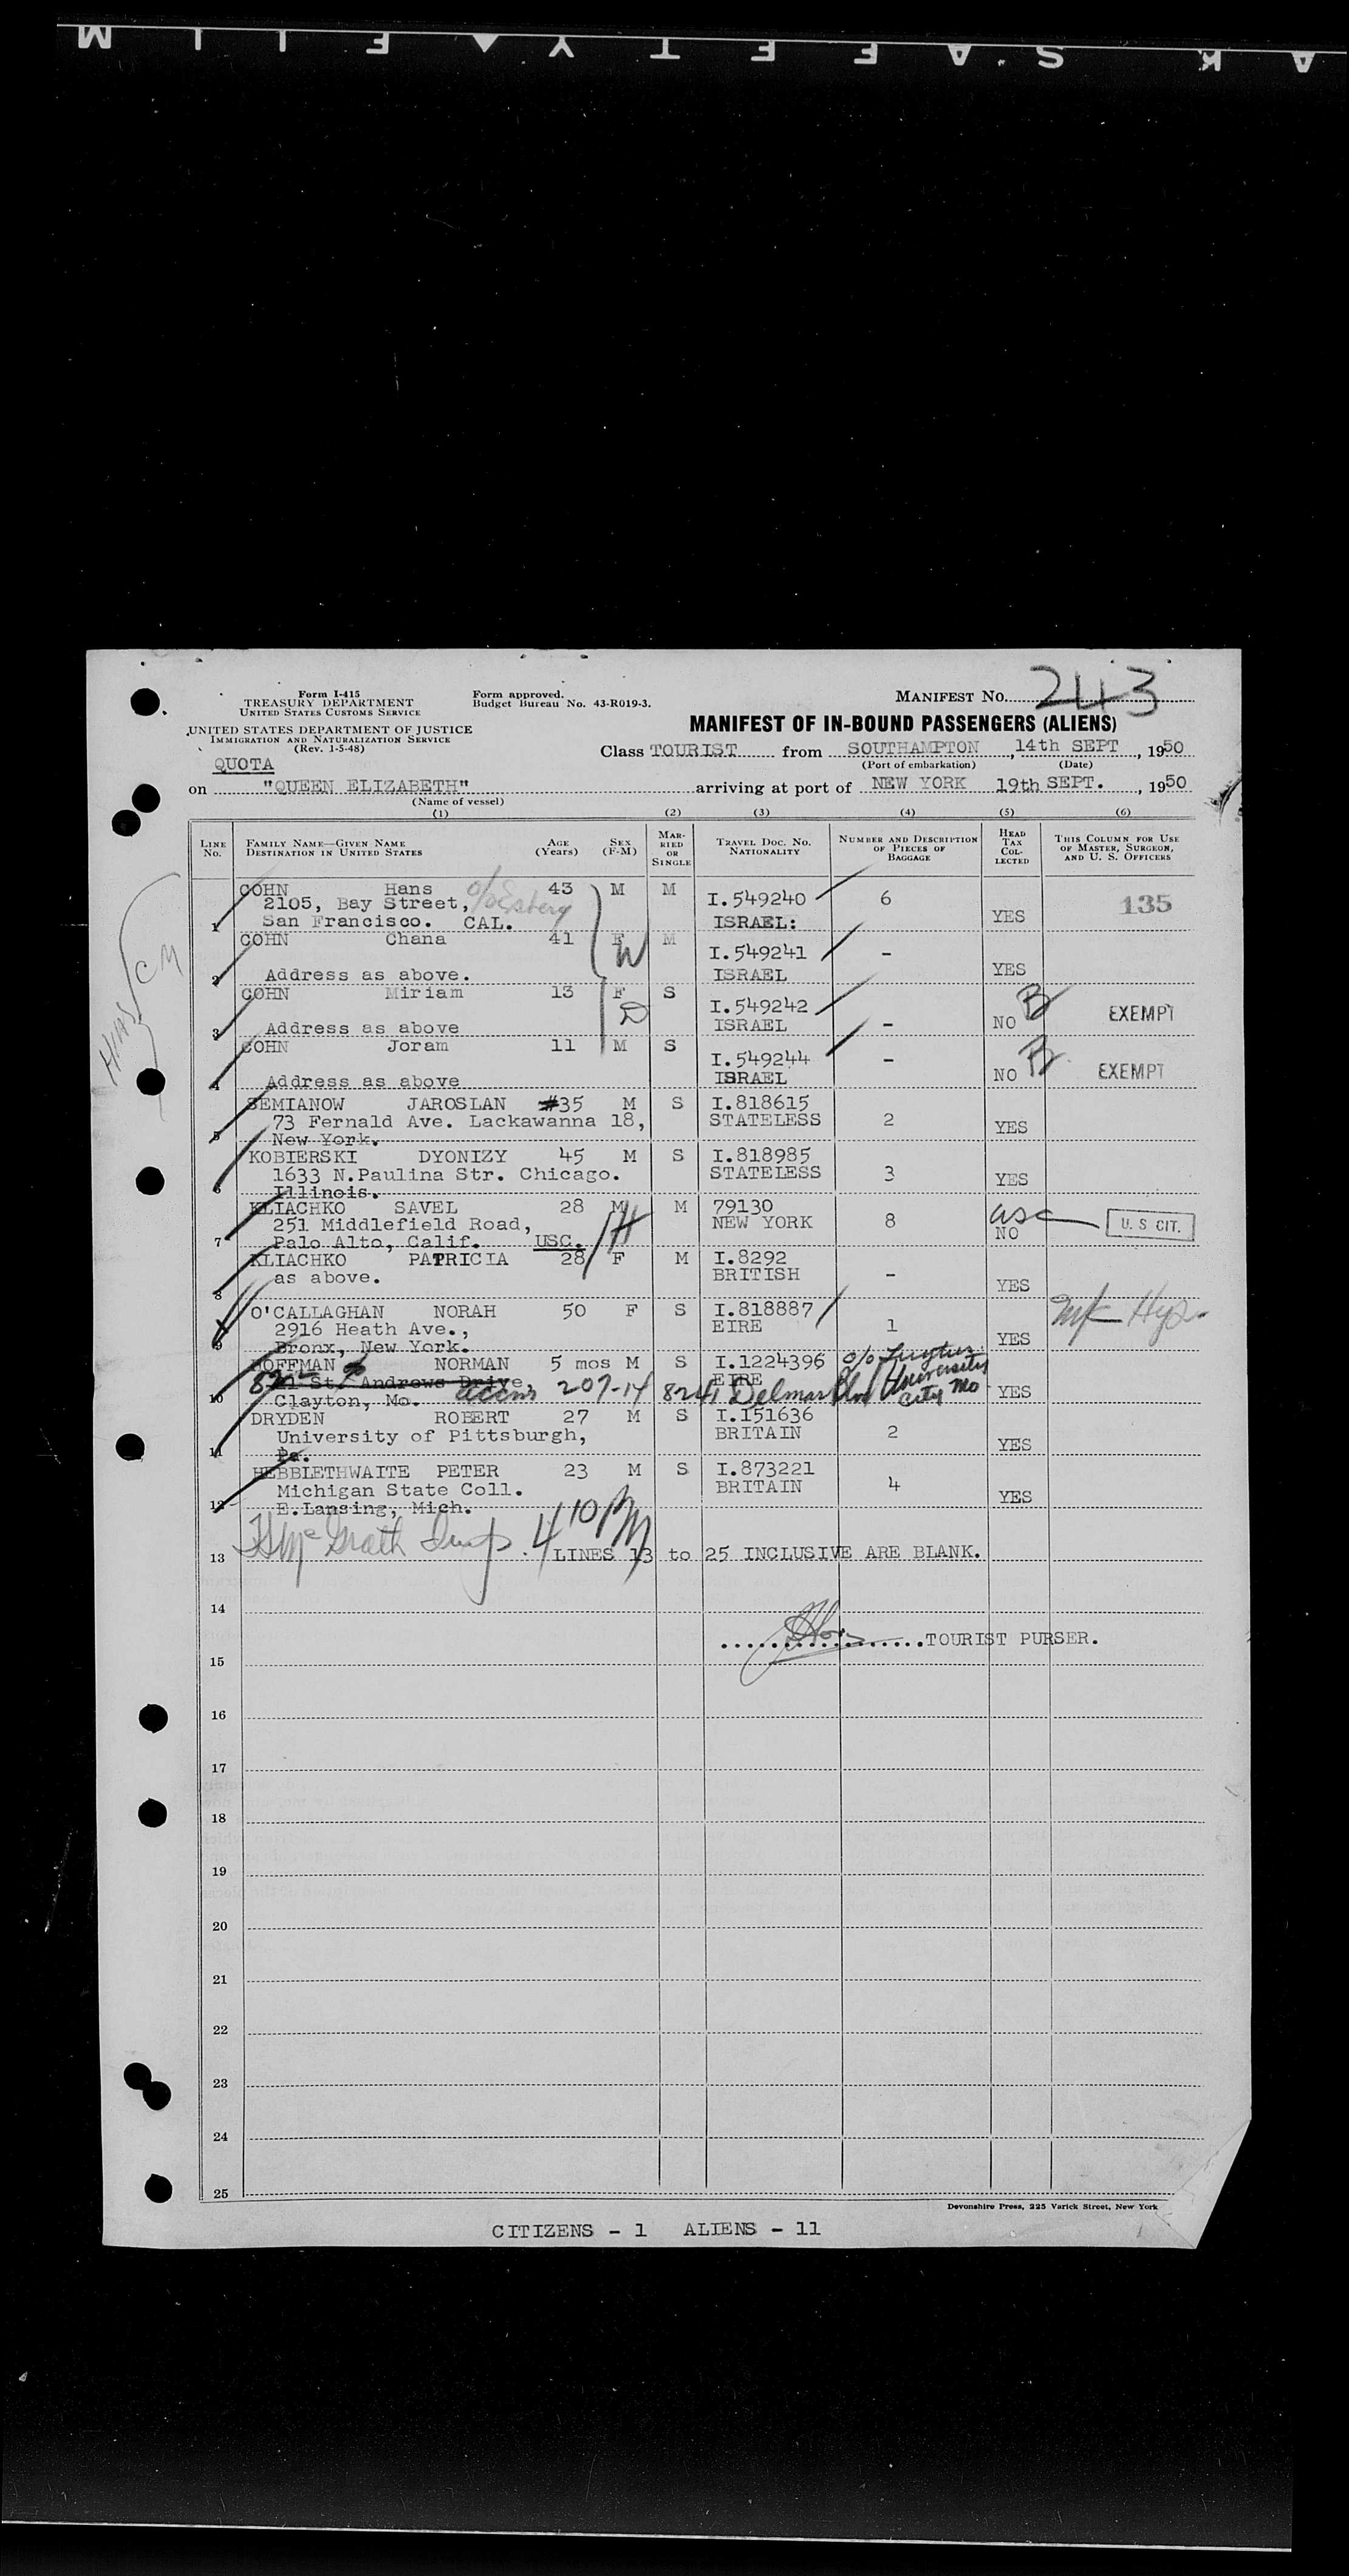 SAFETY FILM
Form I-415
TREASURY DEPARTMENT
UNITED STATES CUSTOMS SERVICE
UNITED STATES DEPARTMENT OF JUSTICE
IMMIGRATION AND NATURALIZATION SERVICE
(Rev. 1-5-48)
Form approved.
Budget Bureau No. 43-R019-3.
MANIFEST No. 243
MANIFEST OF IN-BOUND PASSENGERS (ALIENS)
Class TOURIST from SOUTHAMPTON, 14th SEPT, 1950
(Port of embarkation) (Date)
QUOTA
on "QUEEN ELIZABETH" arriving at port of NEW YORK 19th SEPT., 1950
(Name of vessel)
(1) (2) (3) (4) (5) (6)
LINE No. FAMILY NAME—GIVEN NAME DESTINATION IN UNITED STATES AGE (Years) SEX (F-M) MARRIED OR SINGLE TRAVEL DOC. NO. NATIONALITY NUMBER AND DESCRIPTION OF PIECES OF BAGGAGE HEAD TAX COLLECTED THIS COLUMN FOR USE OF MASTER, SURGEON, AND U. S. OFFICERS
HIAS CM
COHN Hans 43 M M I.549240 6 135
2105, Bay Street,
1 San Francisco. CAL. ISRAEL: YES
COHN Chana 41 F W M I.549241 -
2 Address as above. ISRAEL YES
COHN Miriam 13 F D S I.549242
3 Address as above ISRAEL - NO EXEMPT
COHN Joram 11 M S I.549244 -
4 Address as above ISRAEL NO EXEMPT
SEMIANOW JAROSLAN 35 M S I.818615
73 Fernald Ave. Lackawanna 18, STATELESS 2 YES
5 New York.
KOBIERSKI DYONIZY 45 M S I.818985
1633 N.Paulina Str. Chicago. STATELESS 3 YES
6 Illinois.
KLIACHKO SAVEL 28 M H M 79130
251 Middlefield Road, NEW YORK 8 NO U. S CIT.
7 Palo Alto, Calif. USC.
KLIACHKO PATRICIA 28 F M I.8292
as above. BRITISH - YES
8
O'CALLAGHAN NORAH 50 F S I.818887
2916 Heath Ave., EIRE 1 YES
9 Bronx, New York.
HOFFMAN NORMAN 5 mos M S I.1224396
St. Andrews Drive EIRE YES
10 Clayton, Mo. 207-14 8241 Delmar Blvd University City Mo
DRYDEN ROBERT 27 M S I.151636
University of Pittsburgh, BRITAIN 2 YES
11 Pa.
HEBBLETHWAITE PETER 23 M S I.873221
Michigan State Coll. BRITAIN 4 YES
12 E.Lansing, Mich.
McGrath Insp. 4 10 PM
13 LINES 13 to 25 INCLUSIVE ARE BLANK.
14
TOURIST PURSER.
15
16
17
18
19
20
21
22
23
24
25
Devonshire Press, 225 Varick Street, New York
CITIZENS - 1 ALIENS - 11